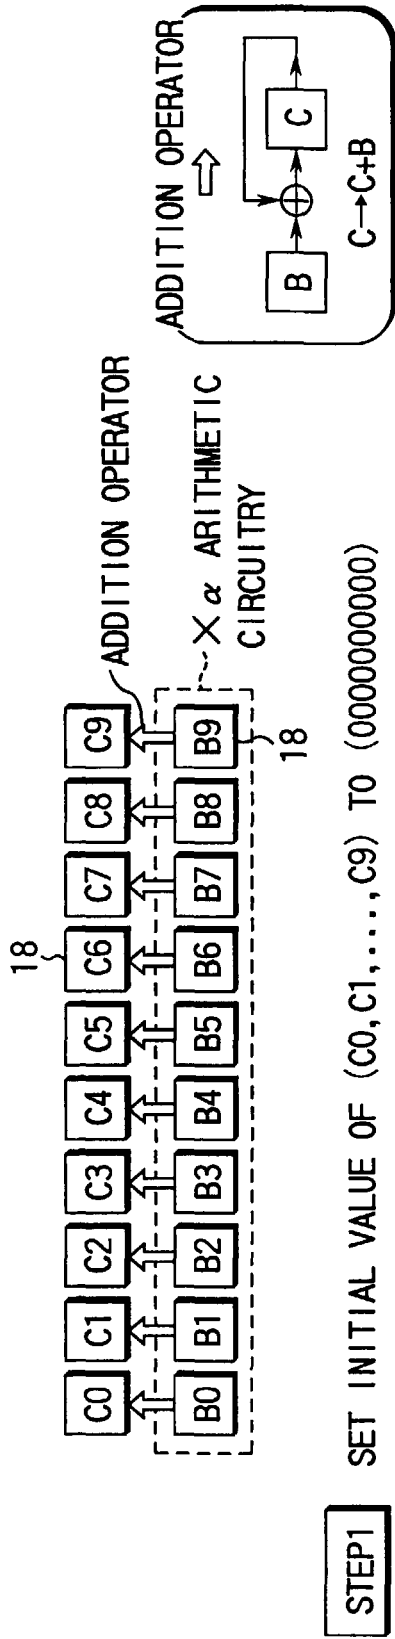 18
C0 C1 C2 C3 C4 C5 C6 C7 C8 C9
ADDITION OPERATOR
B0 B1 B2 B3 B4 B5 B6 B7 B8 B9
× α ARITHMETIC
CIRCUITRY
18
ADDITION OPERATOR
B C
C→C+B
STEP1 SET INITIAL VALUE OF (C0,C1,...,C9) TO (0000000000)